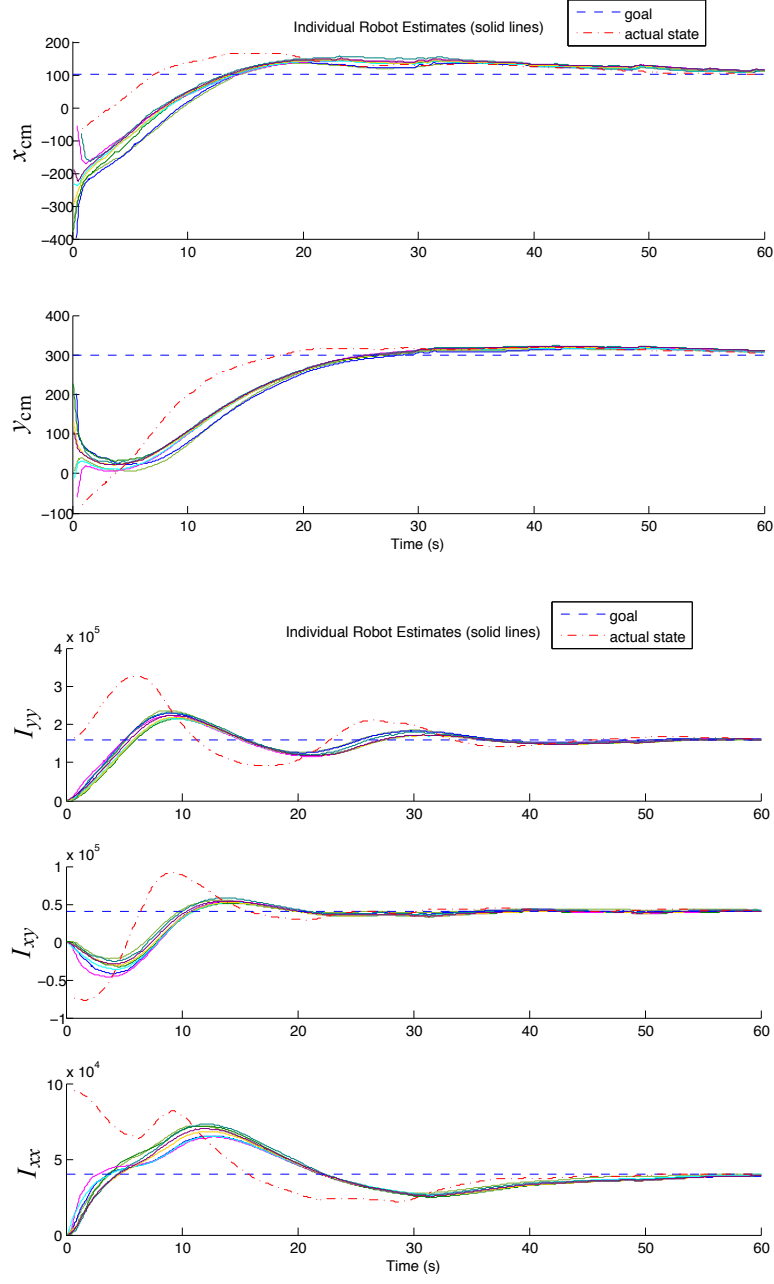 Individual Robot Estimates (solid lines)
goal
actual state
x_cm
200
100
0
−100
−200
−300
−400
0 10 20 30 40 50 60
y_cm
400
300
200
100
0
−100
0 10 20 30 40 50 60
Time (s)
Individual Robot Estimates (solid lines)
goal
actual state
x 10^5
I_yy
4
3
2
1
0
0 10 20 30 40 50 60
x 10^5
I_xy
1
0.5
0
−0.5
−1
0 10 20 30 40 50 60
x 10^4
I_xx
10
5
0
0 10 20 30 40 50 60
Time (s)